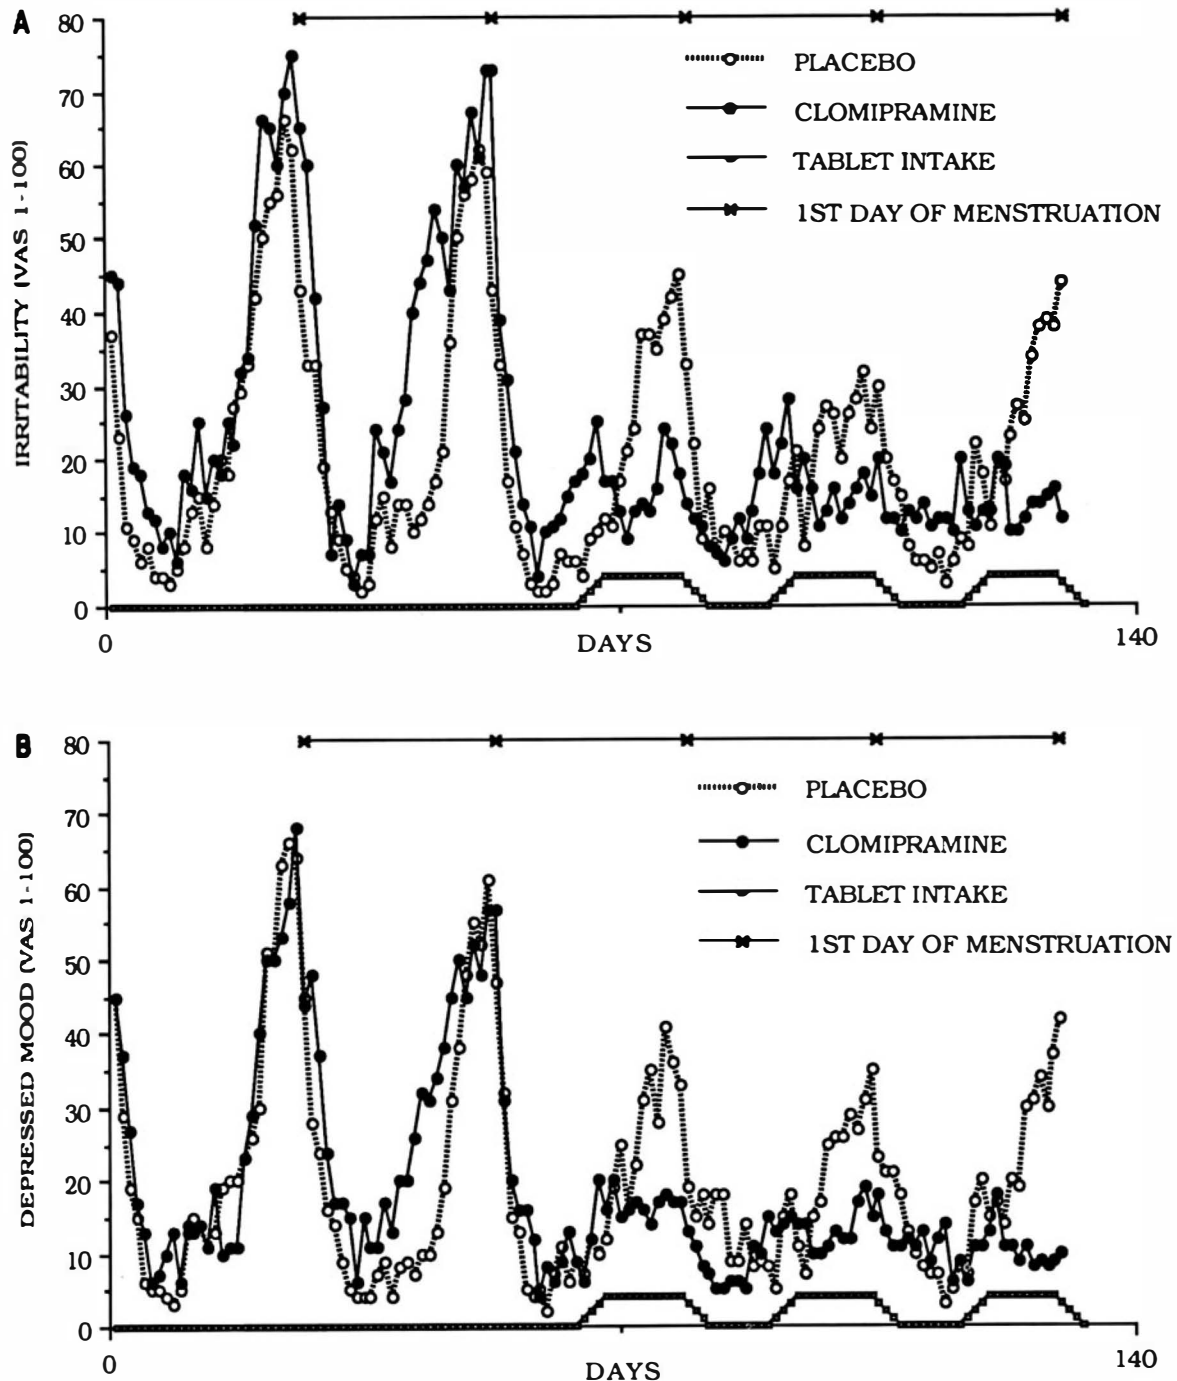 A
80
70
60
50
40
30
20
10
0
IRRITABILITY (VAS 1-100)
PLACEBO
CLOMIPRAMINE
TABLET INTAKE
1ST DAY OF MENSTRUATION
0
DAYS
140
B
80
70
60
50
40
30
20
10
0
DEPRESSED MOOD (VAS 1-100)
PLACEBO
CLOMIPRAMINE
TABLET INTAKE
1ST DAY OF MENSTRUATION
0
DAYS
140